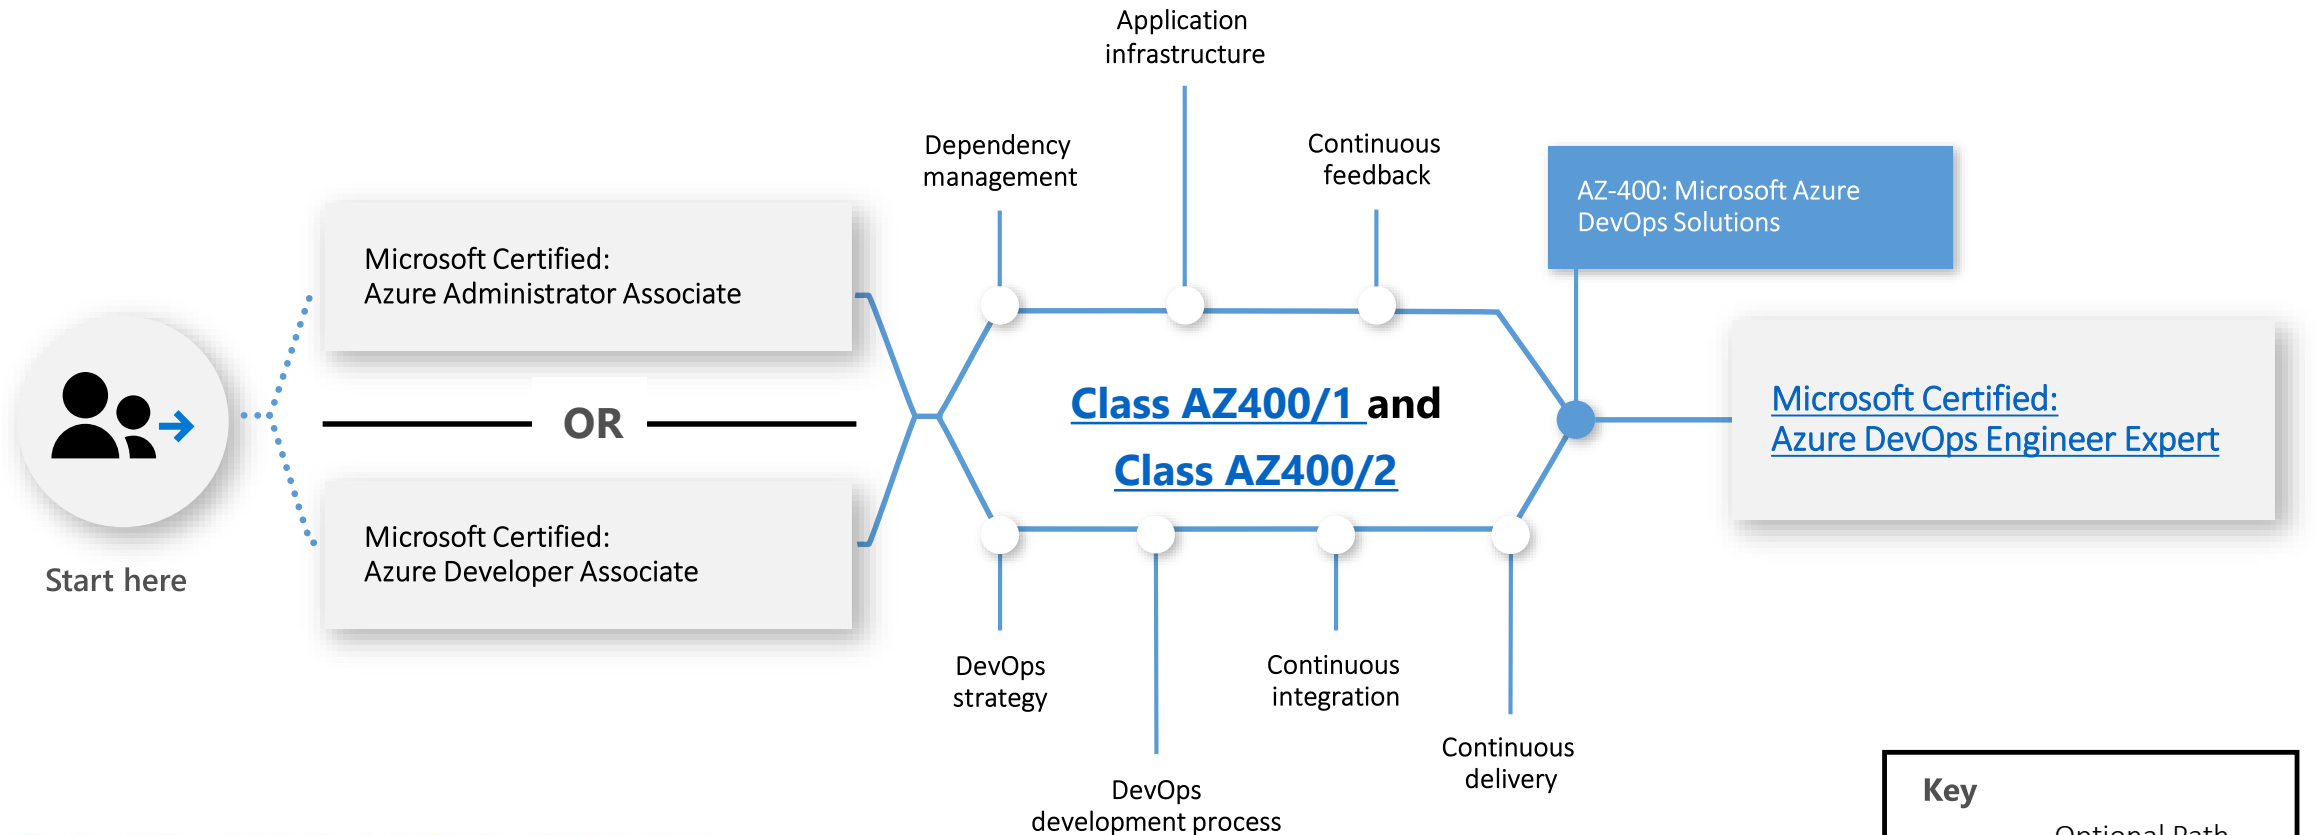 Start here
Microsoft Certified:
Azure Administrator Associate
OR
Microsoft Certified:
Azure Developer Associate
Dependency
management
Application
infrastructure
Continuous
feedback
Class AZ400/1 and
Class AZ400/2
DevOps
strategy
DevOps
development process
Continuous
integration
Continuous
delivery
AZ-400: Microsoft Azure
DevOps Solutions
Microsoft Certified:
Azure DevOps Engineer Expert
Key
Optional Path